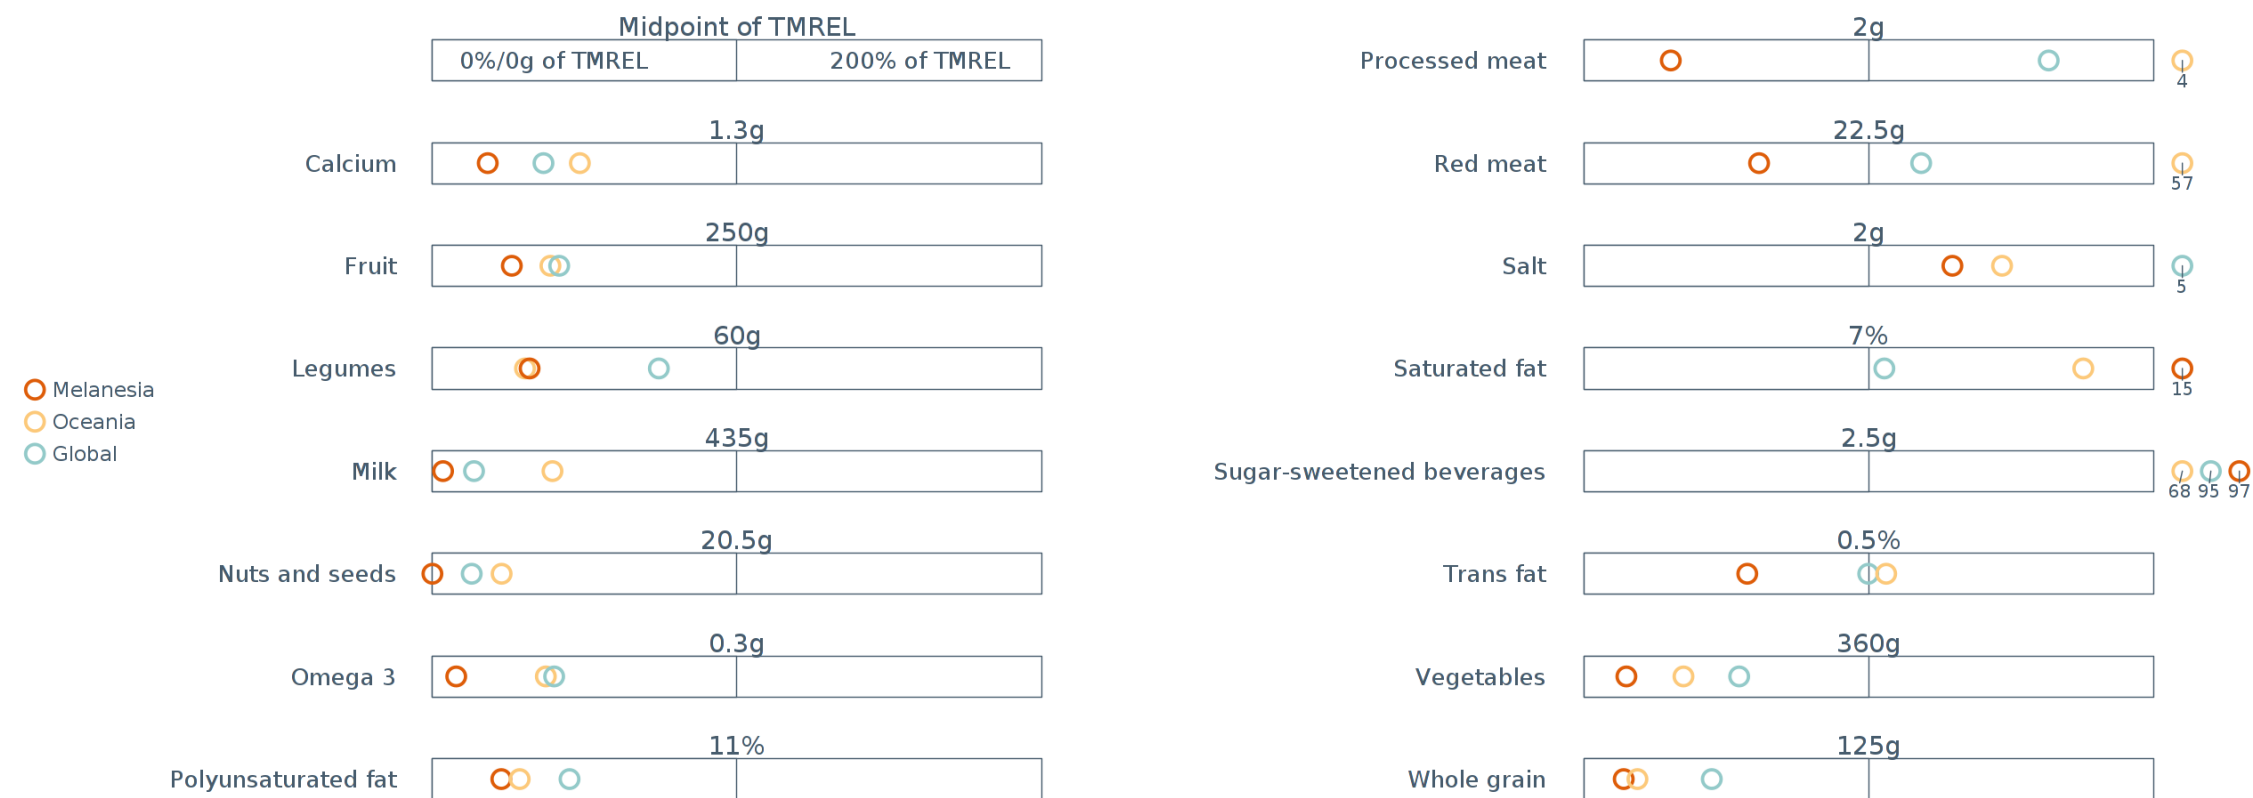 Midpoint of TMREL
0%/0g of TMREL 200% of TMREL
1.3g
Calcium
250g
Fruit
60g
Legumes
435g
Milk
20.5g
Nuts and seeds
0.3g
Omega 3
11%
Polyunsaturated fat
Melanesia
Oceania
Global
2g
Processed meat
4
22.5g
Red meat
57
2g
Salt
5
7%
Saturated fat
15
2.5g
Sugar-sweetened beverages
68 95 97
0.5%
Trans fat
360g
Vegetables
125g
Whole grain